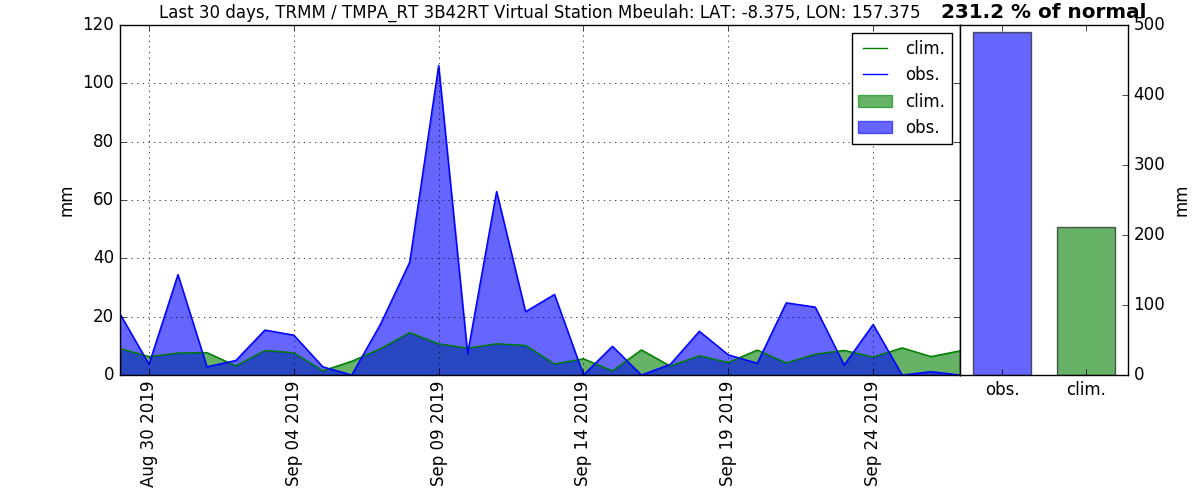 Last 30 days, TRMM / TMPA_RT 3B42RT Virtual Station Mbeulah: LAT: -8.375, LON: 157.375
231.2 % of normal
120
100
80
60
40
20
0
mm
clim.
obs.
clim.
obs.
Aug 30 2019
Sep 04 2019
Sep 09 2019
Sep 14 2019
Sep 19 2019
Sep 24 2019
500
400
300
200
100
0
mm
obs.
clim.